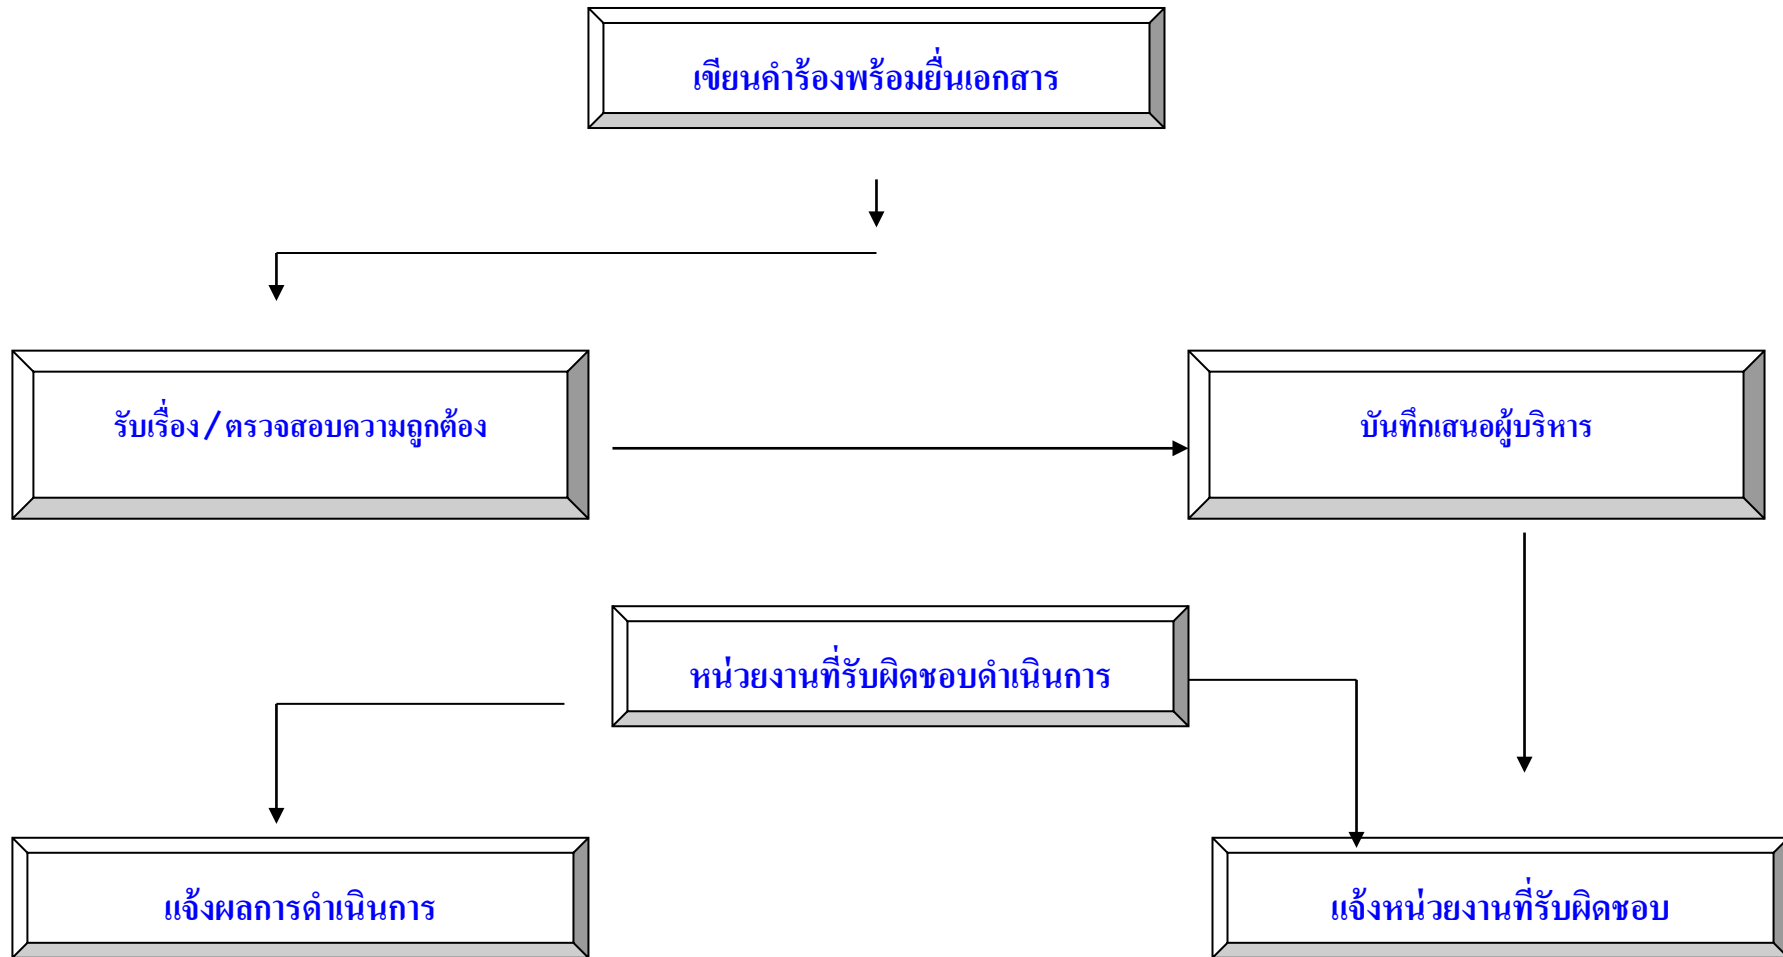 เขียนคำร้องพร้อมยื่นเอกสาร
รับเรื่อง/ตรวจสอบความถูกต้อง
บันทึกเสนอผู้บริหาร
หน่วยงานที่รับผิดชอบดำเนินการ
แจ้งผลการดำเนินการ
แจ้งหน่วยงานที่รับผิดชอบ